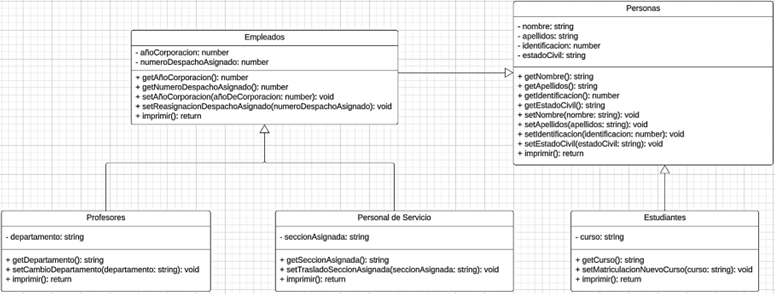 Personas
- nombre: string
- apellidos: string
- identificacion: number
- estadoCivil: string
+ getNombre(): string
+ getApellidos(): string
+ getIdentificacion(): number
+ getEstadoCivil(): string
+ setNombre(nombre: string): void
+ setApellidos(apellidos: string): void
+ setIdentificacion(identificacion: number): void
+ setEstadoCivil(estadoCivil: string): void
+ imprimir(): return
Empleados
- añoCorporacion: number
- numeroDespachoAsignado: number
+ getAñoCorporacion(): number
+ getNumeroDespachoAsignado(): number
+ setAñoCorporacion(añoDeCorporacion: number): void
+ setReasignacionDespachoAsignado(numeroDespachoAsignado): void
+ imprimir(): return
Profesores
- departamento: string
+ getDepartamento(): string
+ setCambioDepartamento(departamento: string): void
+ imprimir(): return
Personal de Servicio
- seccionAsignada: string
+ getSeccionAsignada(): string
+ setTrasladoSeccionAsignada(seccionAsignada: string): void
+ imprimir(): return
Estudiantes
- curso: string
+ getCurso(): string
+ setMatriculacionNuevoCurso(curso: string): void
+ imprimir(): return